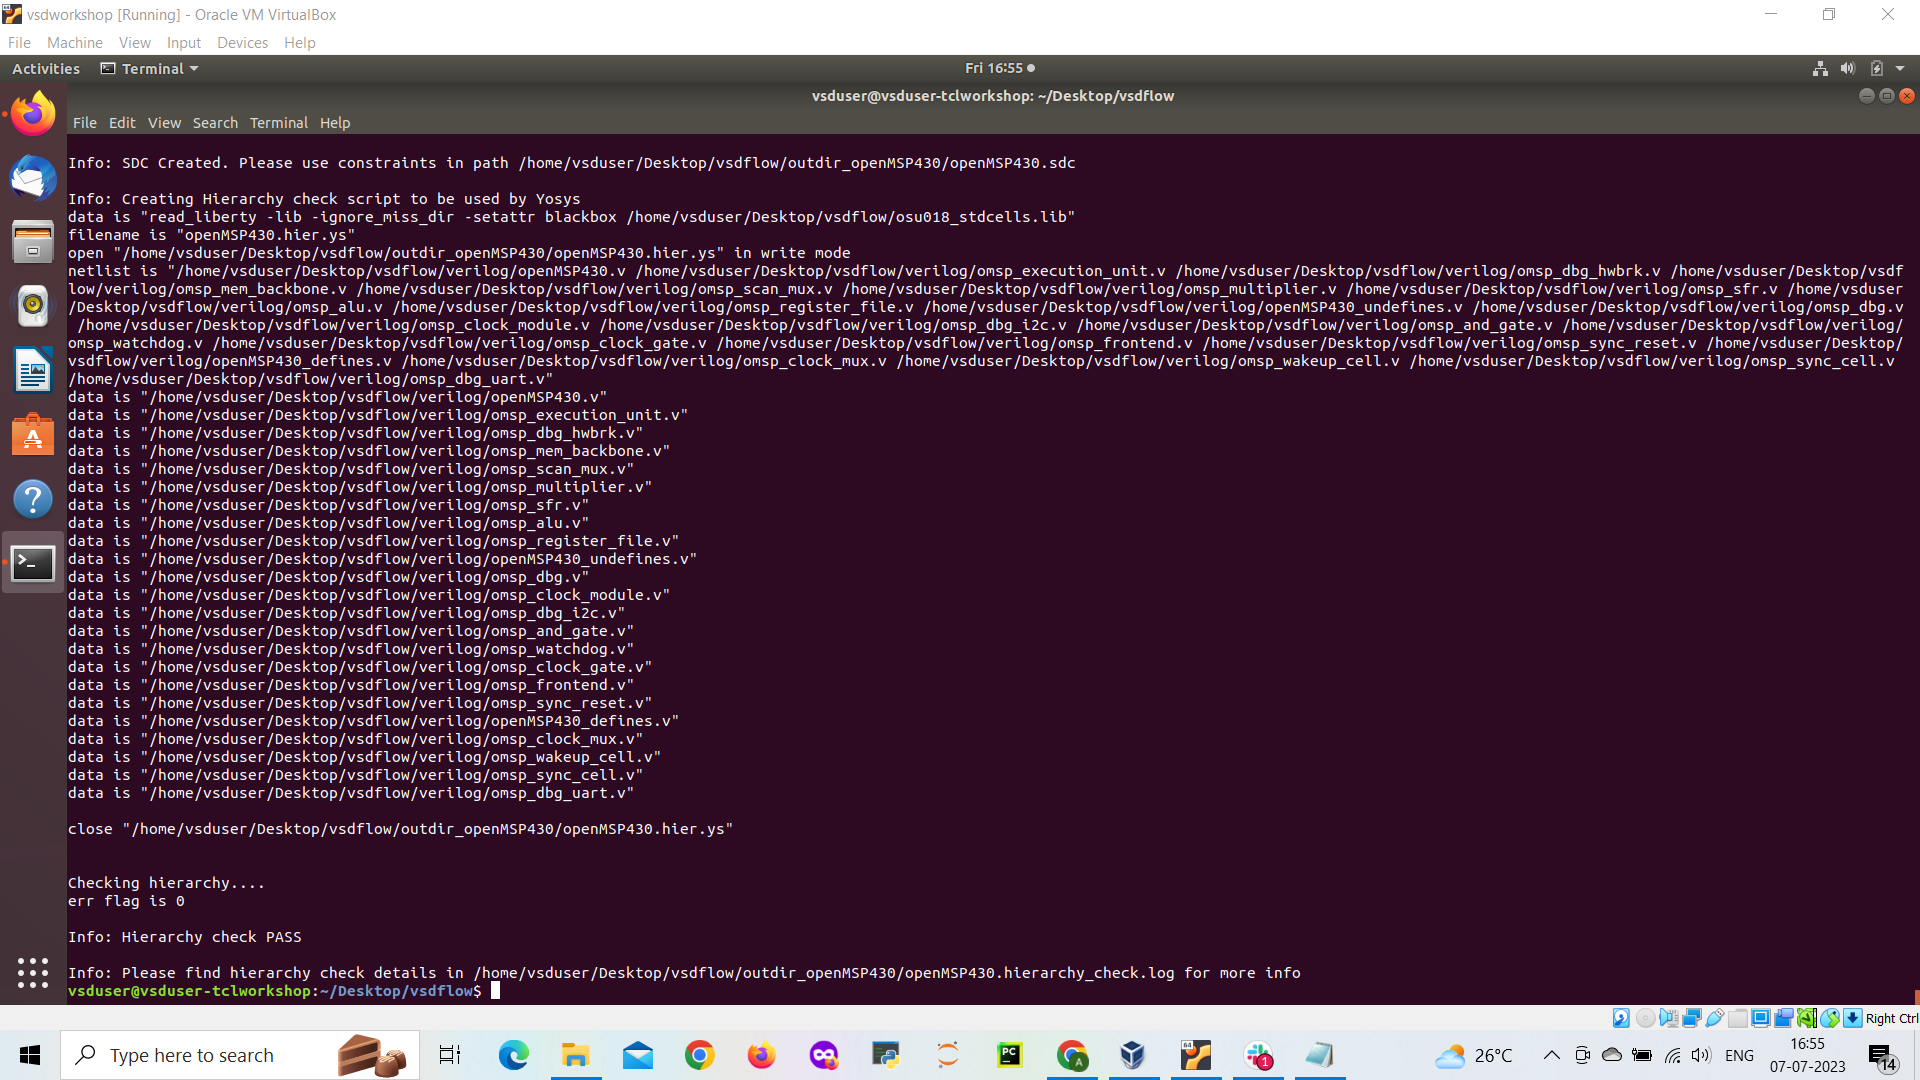 vsdworkshop [Running] - Oracle VM VirtualBox
File Machine View Input Devices Help
Activities Terminal Fri 16:55
vsduser@vsduser-tclworkshop: ~/Desktop/vsdflow
File Edit View Search Terminal Help
Info: SDC Created. Please use constraints in path /home/vsduser/Desktop/vsdflow/outdir_openMSP430/openMSP430.sdc
Info: Creating Hierarchy check script to be used by Yosys
data is "read_liberty -lib -ignore_miss_dir -setattr blackbox /home/vsduser/Desktop/vsdflow/osu018_stdcells.lib"
filename is "openMSP430.hier.ys"
open "/home/vsduser/Desktop/vsdflow/outdir_openMSP430/openMSP430.hier.ys" in write mode
netlist is "/home/vsduser/Desktop/vsdflow/verilog/openMSP430.v /home/vsduser/Desktop/vsdflow/verilog/omsp_execution_unit.v /home/vsduser/Desktop/vsdflow/verilog/omsp_dbg_hwbrk.v /home/vsduser/Desktop/vsdf
low/verilog/omsp_mem_backbone.v /home/vsduser/Desktop/vsdflow/verilog/omsp_scan_mux.v /home/vsduser/Desktop/vsdflow/verilog/omsp_multiplier.v /home/vsduser/Desktop/vsdflow/verilog/omsp_sfr.v /home/vsduser
/Desktop/vsdflow/verilog/omsp_alu.v /home/vsduser/Desktop/vsdflow/verilog/omsp_register_file.v /home/vsduser/Desktop/vsdflow/verilog/openMSP430_undefines.v /home/vsduser/Desktop/vsdflow/verilog/omsp_dbg.v
/home/vsduser/Desktop/vsdflow/verilog/omsp_clock_module.v /home/vsduser/Desktop/vsdflow/verilog/omsp_dbg_i2c.v /home/vsduser/Desktop/vsdflow/verilog/omsp_and_gate.v /home/vsduser/Desktop/vsdflow/verilog/
omsp_watchdog.v /home/vsduser/Desktop/vsdflow/verilog/omsp_clock_gate.v /home/vsduser/Desktop/vsdflow/verilog/omsp_frontend.v /home/vsduser/Desktop/vsdflow/verilog/omsp_sync_reset.v /home/vsduser/Desktop/
vsdflow/verilog/openMSP430_defines.v /home/vsduser/Desktop/vsdflow/verilog/omsp_clock_mux.v /home/vsduser/Desktop/vsdflow/verilog/omsp_wakeup_cell.v /home/vsduser/Desktop/vsdflow/verilog/omsp_sync_cell.v
/home/vsduser/Desktop/vsdflow/verilog/omsp_dbg_uart.v"
data is "/home/vsduser/Desktop/vsdflow/verilog/openMSP430.v"
data is "/home/vsduser/Desktop/vsdflow/verilog/omsp_execution_unit.v"
data is "/home/vsduser/Desktop/vsdflow/verilog/omsp_dbg_hwbrk.v"
data is "/home/vsduser/Desktop/vsdflow/verilog/omsp_mem_backbone.v"
data is "/home/vsduser/Desktop/vsdflow/verilog/omsp_scan_mux.v"
data is "/home/vsduser/Desktop/vsdflow/verilog/omsp_multiplier.v"
data is "/home/vsduser/Desktop/vsdflow/verilog/omsp_sfr.v"
data is "/home/vsduser/Desktop/vsdflow/verilog/omsp_alu.v"
data is "/home/vsduser/Desktop/vsdflow/verilog/omsp_register_file.v"
data is "/home/vsduser/Desktop/vsdflow/verilog/openMSP430_undefines.v"
data is "/home/vsduser/Desktop/vsdflow/verilog/omsp_dbg.v"
data is "/home/vsduser/Desktop/vsdflow/verilog/omsp_clock_module.v"
data is "/home/vsduser/Desktop/vsdflow/verilog/omsp_dbg_i2c.v"
data is "/home/vsduser/Desktop/vsdflow/verilog/omsp_and_gate.v"
data is "/home/vsduser/Desktop/vsdflow/verilog/omsp_watchdog.v"
data is "/home/vsduser/Desktop/vsdflow/verilog/omsp_clock_gate.v"
data is "/home/vsduser/Desktop/vsdflow/verilog/omsp_frontend.v"
data is "/home/vsduser/Desktop/vsdflow/verilog/omsp_sync_reset.v"
data is "/home/vsduser/Desktop/vsdflow/verilog/openMSP430_defines.v"
data is "/home/vsduser/Desktop/vsdflow/verilog/omsp_clock_mux.v"
data is "/home/vsduser/Desktop/vsdflow/verilog/omsp_wakeup_cell.v"
data is "/home/vsduser/Desktop/vsdflow/verilog/omsp_sync_cell.v"
data is "/home/vsduser/Desktop/vsdflow/verilog/omsp_dbg_uart.v"
close "/home/vsduser/Desktop/vsdflow/outdir_openMSP430/openMSP430.hier.ys"
Checking hierarchy....
err flag is 0
Info: Hierarchy check PASS
Info: Please find hierarchy check details in /home/vsduser/Desktop/vsdflow/outdir_openMSP430/openMSP430.hierarchy_check.log for more info
vsduser@vsduser-tclworkshop:~/Desktop/vsdflow$
Right Ctrl
Type here to search
PC
A
64
1
26°C
ENG
16:55
07-07-2023
14